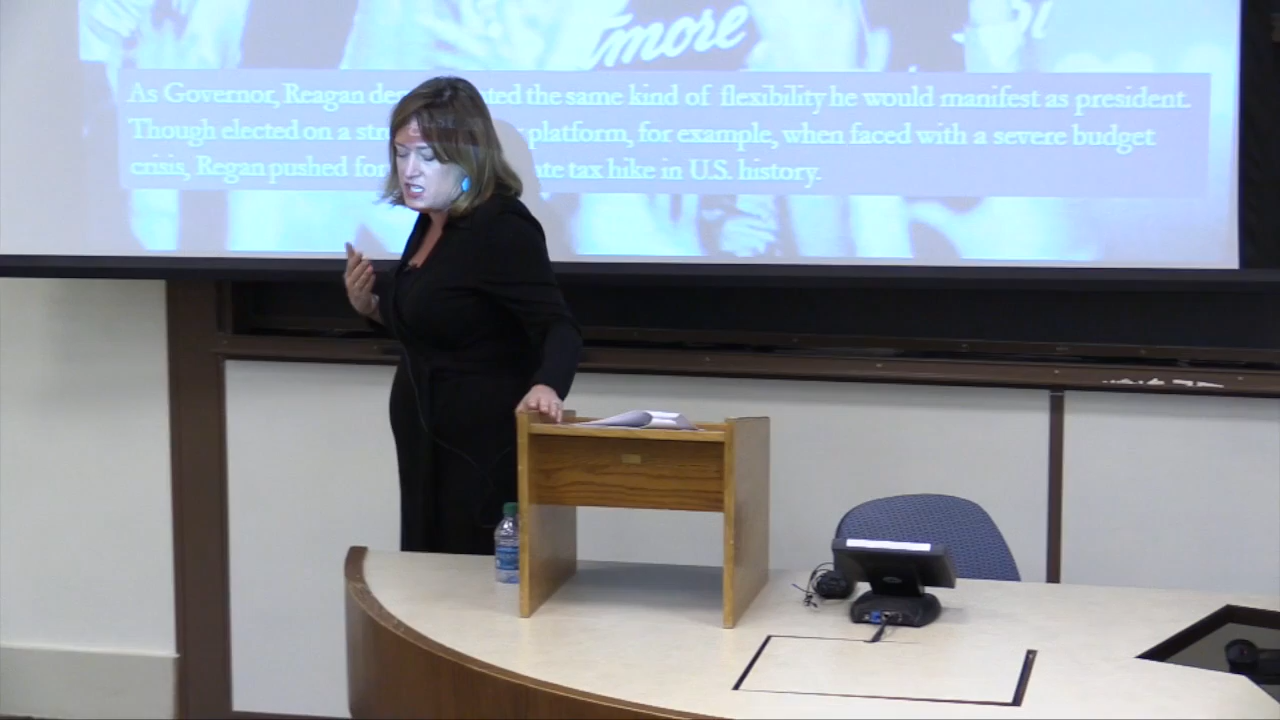 more
As Governor, Reagan de ted the same kind of flexibility he would manifest as president.
Though elected on a str platform, for example, when faced with a severe budget
crisis, Regan pushed for ate tax hike in U.S. history.